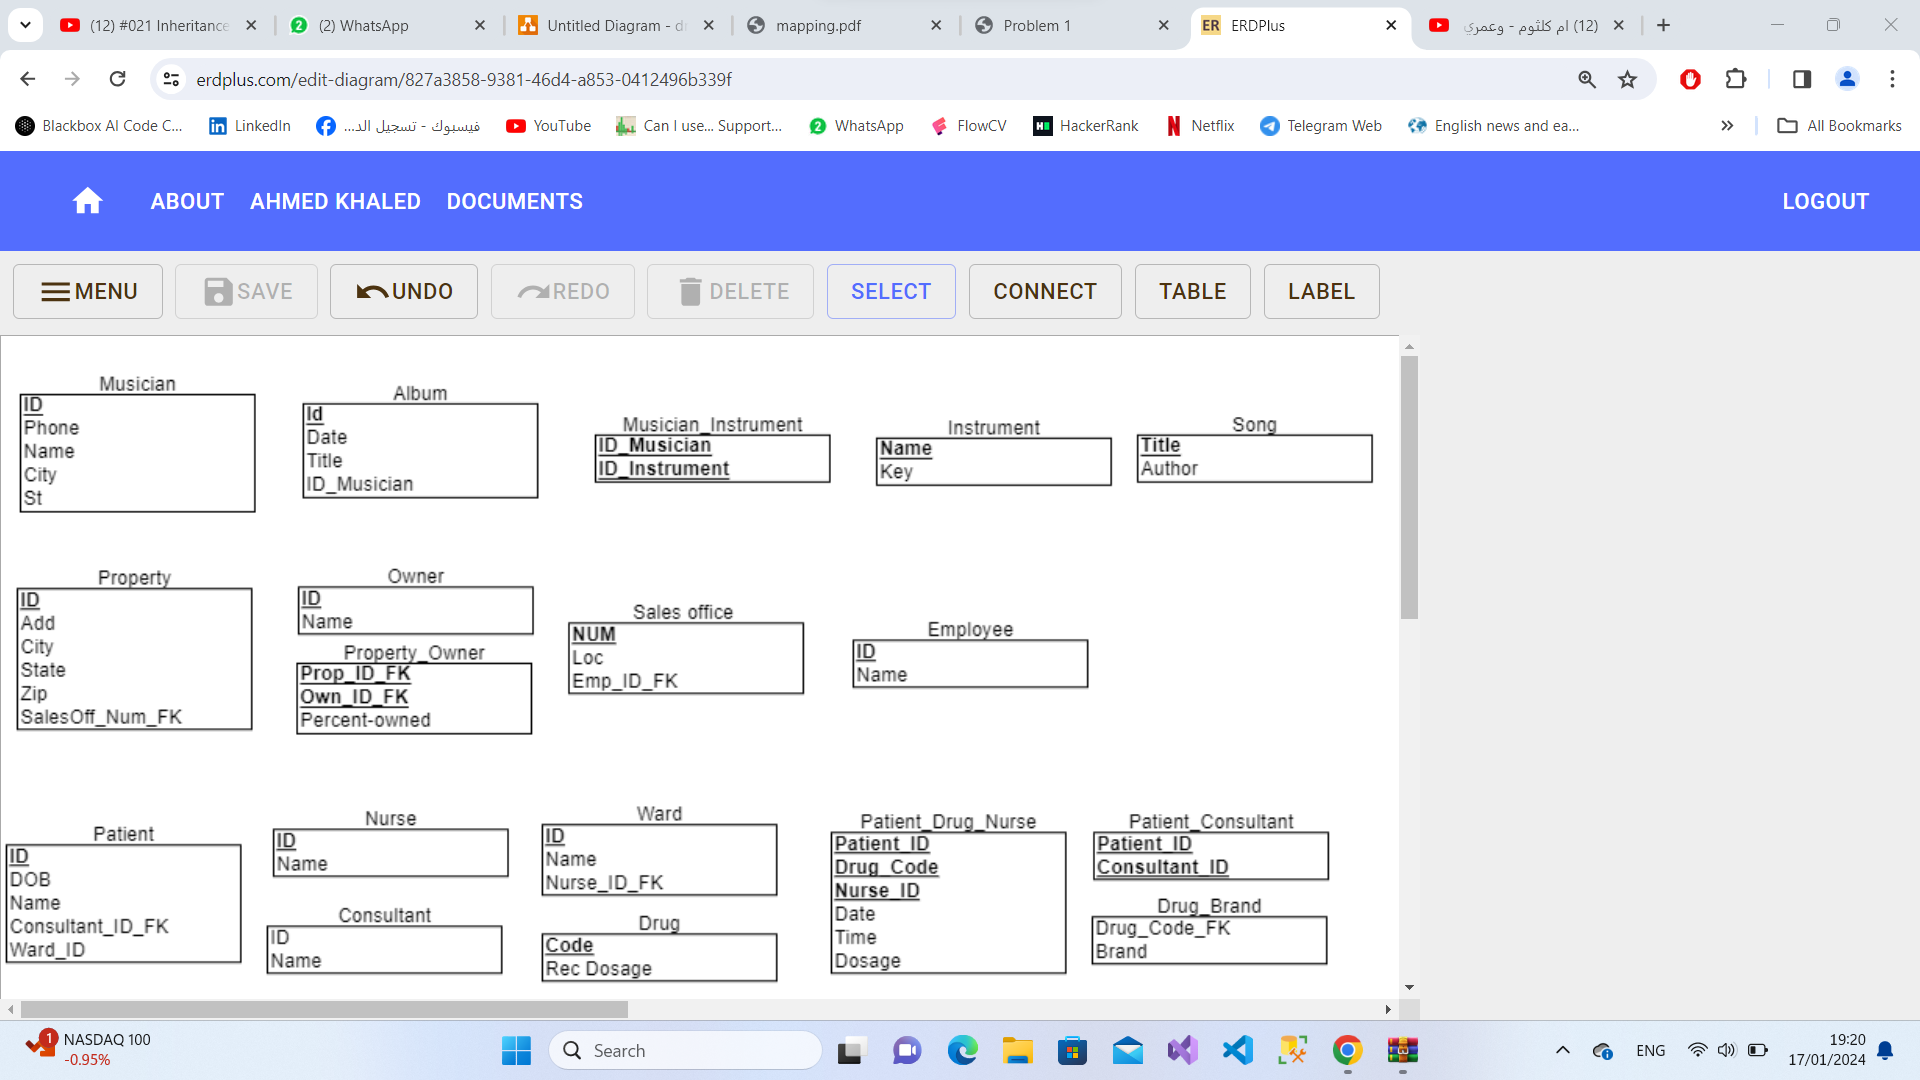 (12) #021 Inheritance
(2) WhatsApp
Untitled Diagram - dr
mapping.pdf
Problem 1
ER ERDPlus
(12) ام كلثوم - وعمري
erdplus.com/edit-diagram/827a3858-9381-46d4-a853-0412496b339f
Blackbox AI Code C...
LinkedIn
فيسبوك - تسجيل الد...
YouTube
Can I use... Support...
WhatsApp
FlowCV
HackerRank
Netflix
Telegram Web
English news and ea...
All Bookmarks
ABOUT
AHMED KHALED
DOCUMENTS
LOGOUT
MENU
SAVE
UNDO
REDO
DELETE
SELECT
CONNECT
TABLE
LABEL
Musician
ID
Phone
Name
City
St
Album
Id
Date
Title
ID_Musician
Musician_Instrument
ID_Musician
ID_Instrument
Instrument
Name
Key
Song
Title
Author
Property
ID
Add
City
State
Zip
SalesOff_Num_FK
Owner
ID
Name
Property_Owner
Prop_ID_FK
Own_ID_FK
Percent-owned
Sales office
NUM
Loc
Emp_ID_FK
Employee
ID
Name
Patient
ID
DOB
Name
Consultant_ID_FK
Ward_ID
Nurse
ID
Name
Consultant
ID
Name
Ward
ID
Name
Nurse_ID_FK
Drug
Code
Rec Dosage
Patient_Drug_Nurse
Patient_ID
Drug_Code
Nurse_ID
Date
Time
Dosage
Patient_Consultant
Patient_ID
Consultant_ID
Drug_Brand
Drug_Code_FK
Brand
1
NASDAQ 100
-0.95%
Search
ENG
19:20
17/01/2024